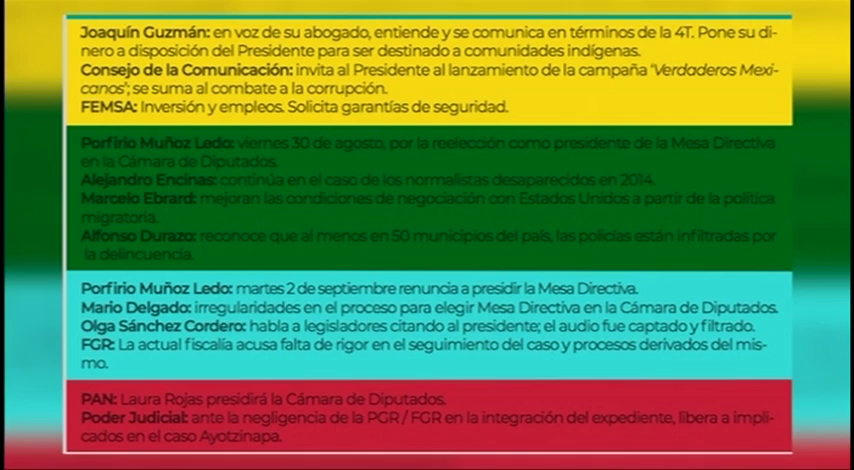 Joaquín Guzmán: en voz de su abogado, entiende y se comunica en términos de la 4T. Pone su di-
nero a disposición del Presidente para ser destinado a comunidades indígenas.
Consejo de la Comunicación: invita al Presidente al lanzamiento de la campaña 'Verdaderos Mexi-
canos'; se suma al combate a la corrupción.
FEMSA: Inversión y empleos. Solicita garantías de seguridad.
Porfirio Muñoz Ledo: viernes 30 de agosto, por la reelección como presidente de la Mesa Directiva
en la Cámara de Diputados.
Alejandro Encinas: continúa en el caso de los normalistas desaparecidos en 2014.
Marcelo Ebrard: mejoran las condiciones de negociación con Estados Unidos a partir de la política
migratoria.
Alfonso Durazo: reconoce que al menos en 50 municipios del país, las policías están infiltradas por
la delincuencia.
Porfirio Muñoz Ledo: martes 2 de septiembre renuncia a presidir la Mesa Directiva.
Mario Delgado: irregularidades en el proceso para elegir Mesa Directiva en la Cámara de Diputados.
Olga Sánchez Cordero: habla a legisladores citando al presidente; el audio fue captado y filtrado.
FGR: La actual fiscalía acusa falta de rigor en el seguimiento del caso y procesos derivados del mis-
mo.
PAN: Laura Rojas presidirá la Cámara de Diputados.
Poder Judicial: ante la negligencia de la PGR / FGR en la integración del expediente, libera a impli-
cados en el caso Ayotzinapa.